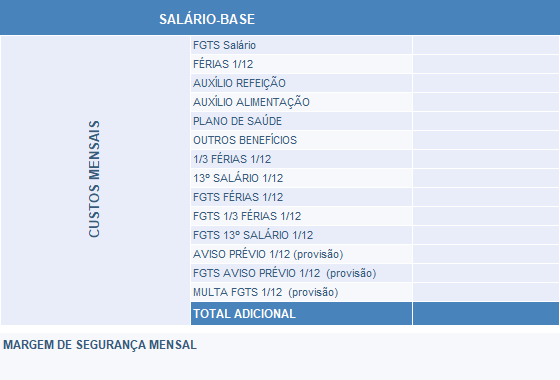 SALÁRIO-BASE
CUSTOS MENSAIS
FGTS Salário
FÉRIAS 1/12
AUXÍLIO REFEIÇÃO
AUXÍLIO ALIMENTAÇÃO
PLANO DE SAÚDE
OUTROS BENEFÍCIOS
1/3 FÉRIAS 1/12
13º SALÁRIO 1/12
FGTS FÉRIAS 1/12
FGTS 1/3 FÉRIAS 1/12
FGTS 13º SALÁRIO 1/12
AVISO PRÉVIO 1/12 (provisão)
FGTS AVISO PRÉVIO 1/12 (provisão)
MULTA FGTS 1/12 (provisão)
TOTAL ADICIONAL
MARGEM DE SEGURANÇA MENSAL